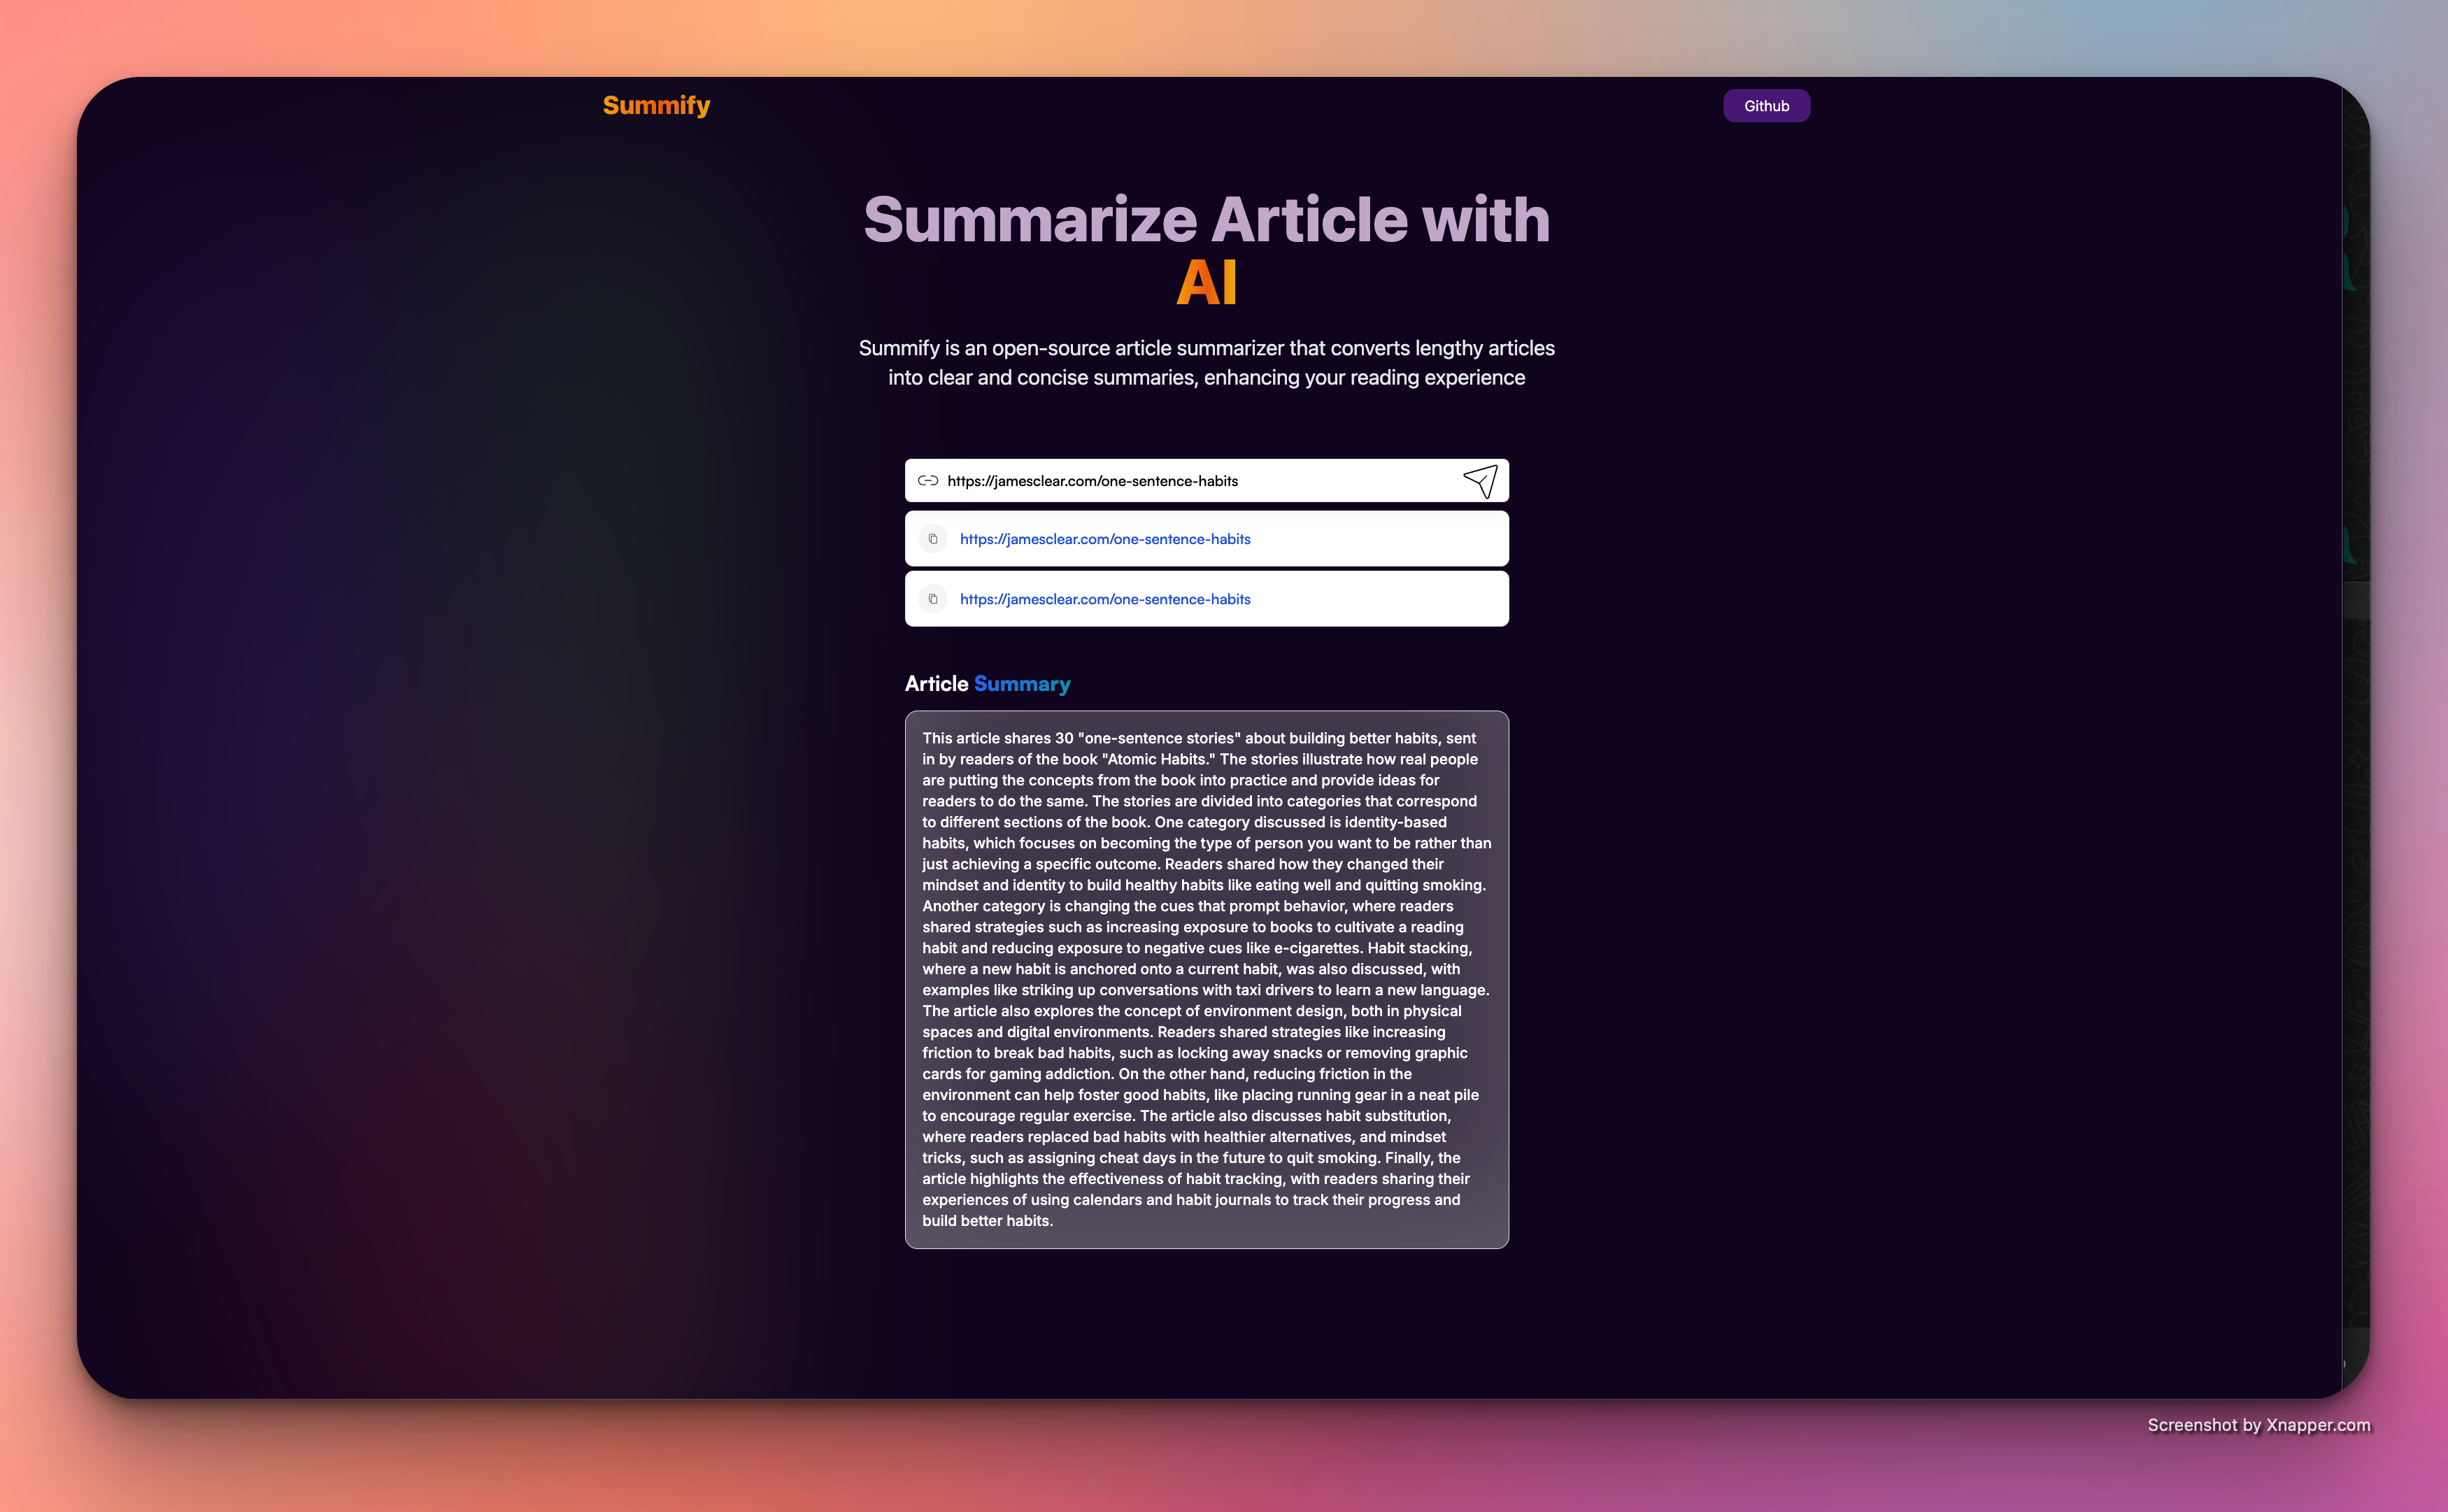 Summify
Github
Summarize Article with
AI
Summify is an open-source article summarizer that converts lengthy articles
into clear and concise summaries, enhancing your reading experience
https://jamesclear.com/one-sentence-habits
https://jamesclear.com/one-sentence-habits
https://jamesclear.com/one-sentence-habits
Article Summary
This article shares 30 "one-sentence stories" about building better habits, sent
in by readers of the book "Atomic Habits." The stories illustrate how real people
are putting the concepts from the book into practice and provide ideas for
readers to do the same. The stories are divided into categories that correspond
to different sections of the book. One category discussed is identity-based
habits, which focuses on becoming the type of person you want to be rather than
just achieving a specific outcome. Readers shared how they changed their
mindset and identity to build healthy habits like eating well and quitting smoking.
Another category is changing the cues that prompt behavior, where readers
shared strategies such as increasing exposure to books to cultivate a reading
habit and reducing exposure to negative cues like e-cigarettes. Habit stacking,
where a new habit is anchored onto a current habit, was also discussed, with
examples like striking up conversations with taxi drivers to learn a new language.
The article also explores the concept of environment design, both in physical
spaces and digital environments. Readers shared strategies like increasing
friction to break bad habits, such as locking away snacks or removing graphic
cards for gaming addiction. On the other hand, reducing friction in the
environment can help foster good habits, like placing running gear in a neat pile
to encourage regular exercise. The article also discusses habit substitution,
where readers replaced bad habits with healthier alternatives, and mindset
tricks, such as assigning cheat days in the future to quit smoking. Finally, the
article highlights the effectiveness of habit tracking, with readers sharing their
experiences of using calendars and habit journals to track their progress and
build better habits.
Screenshot by Xnapper.com